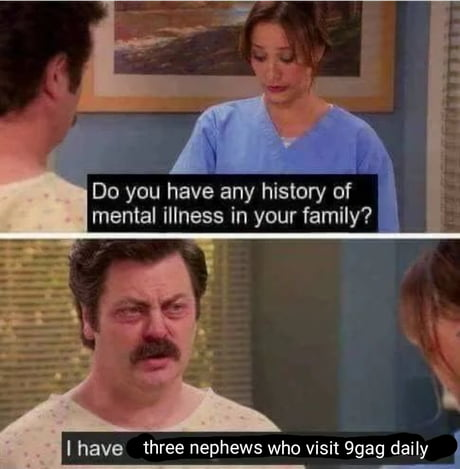 Do you have any history of
mental illness in your family?
I have three nephews who visit 9gag daily